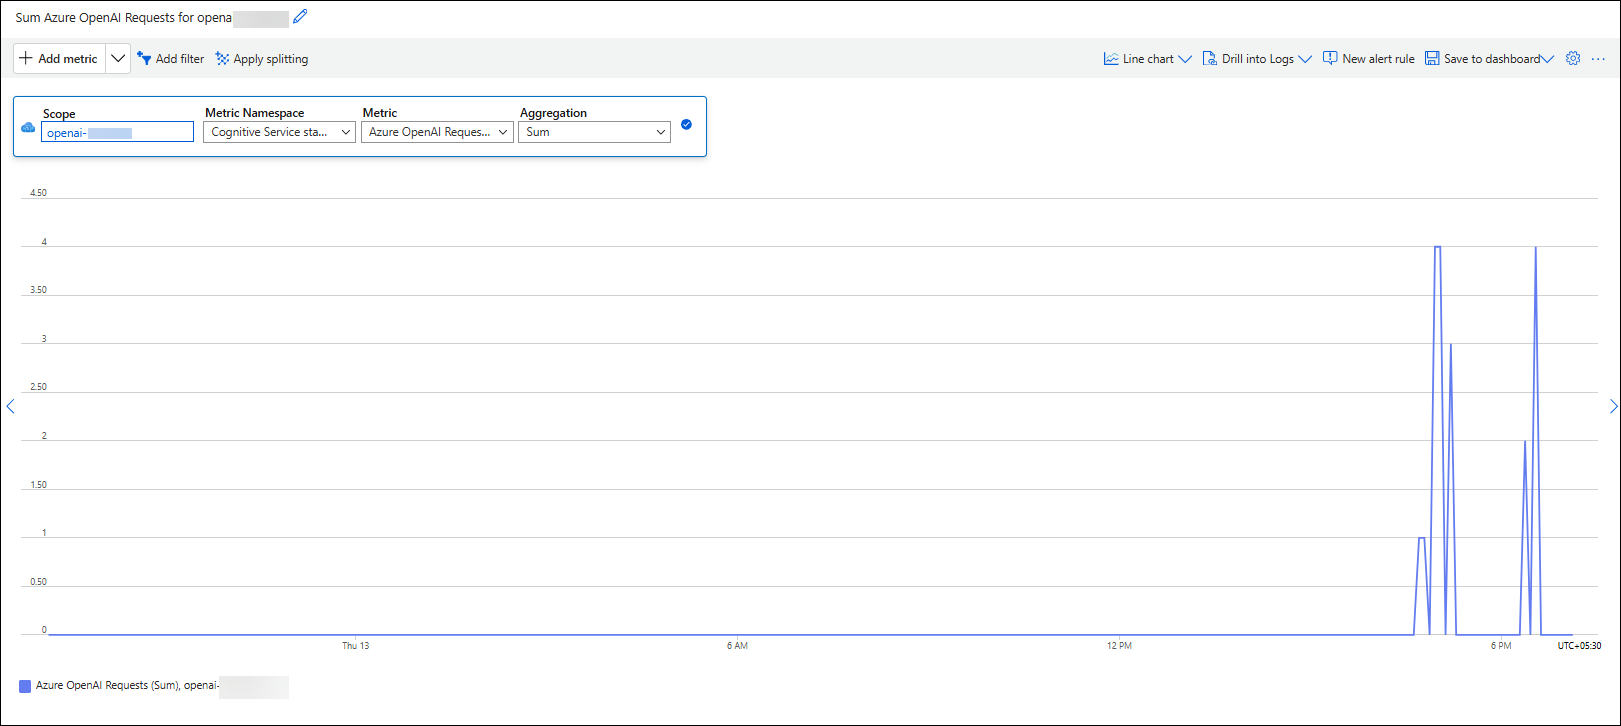 Sum Azure OpenAI Requests for opena
Add metric Add filter Apply splitting Line chart Drill into Logs New alert rule Save to dashboard
Scope Metric Namespace Metric Aggregation
openai- Cognitive Service sta... Azure OpenAI Reques... Sum
4.50
4
3.50
3
2.50
2
1.50
1
0.50
0
Thu 13 6 AM 12 PM 6 PM UTC+05:30
Azure OpenAI Requests (Sum), openai-